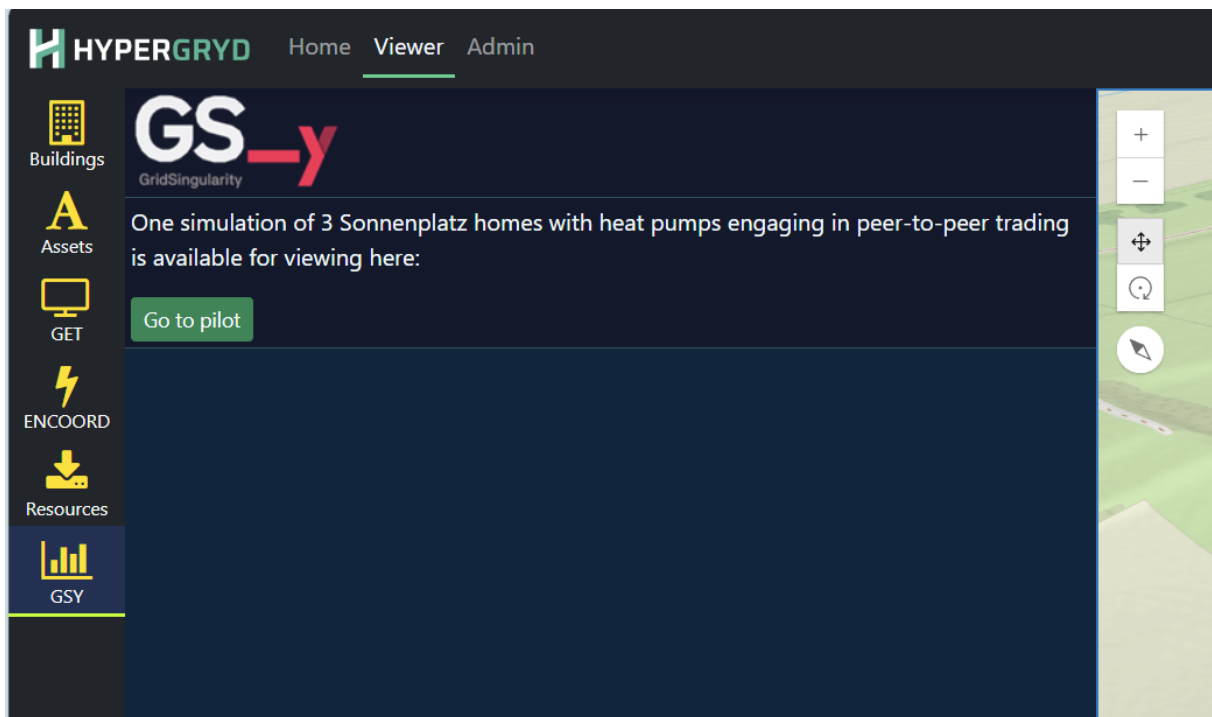 HYPERGRYD Home Viewer Admin
Buildings
Assets
GET
ENCOORD
Resources
GSY
GS_y
GridSingularity
One simulation of 3 Sonnenplatz homes with heat pumps engaging in peer-to-peer trading
is available for viewing here:
Go to pilot